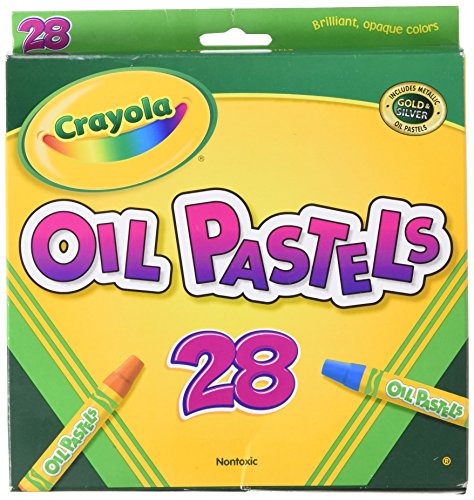 28
Brilliant, opaque colors
Crayola
®
INCLUDES METALLIC
GOLD &
SILVER
OIL PASTELS
OIL PASTELS
28
OIL PASTELS
OIL PASTELS
Nontoxic
®